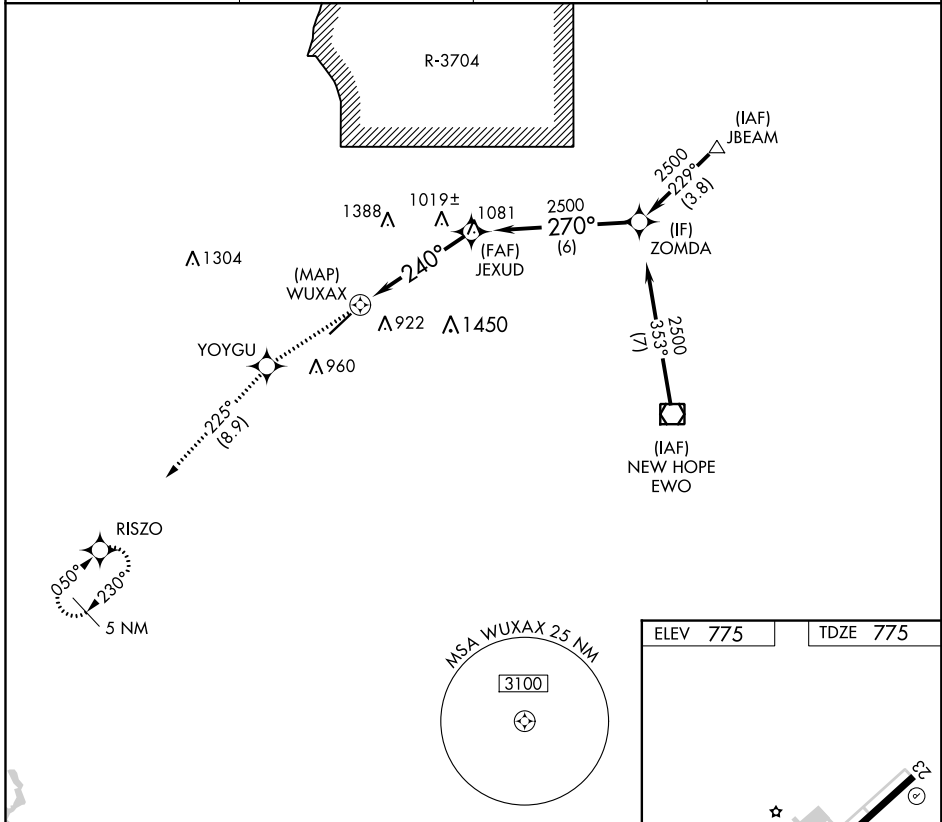 R-3704
(IAF)
JBEAM
2500
229°
(3.8)
1388
1019±
1081
2500
270°
(6)
(IF)
ZOMDA
(FAF)
JEXUD
240°
1304
(MAP)
WUXAX
922
1450
2500
353°
(7)
YOYGU
960
225°
(8.9)
(IAF)
NEW HOPE
EWO
RISZO
050°
230°
5 NM
MSA WUXAX 25 NM
3100
ELEV 775
TDZE 775
23
P